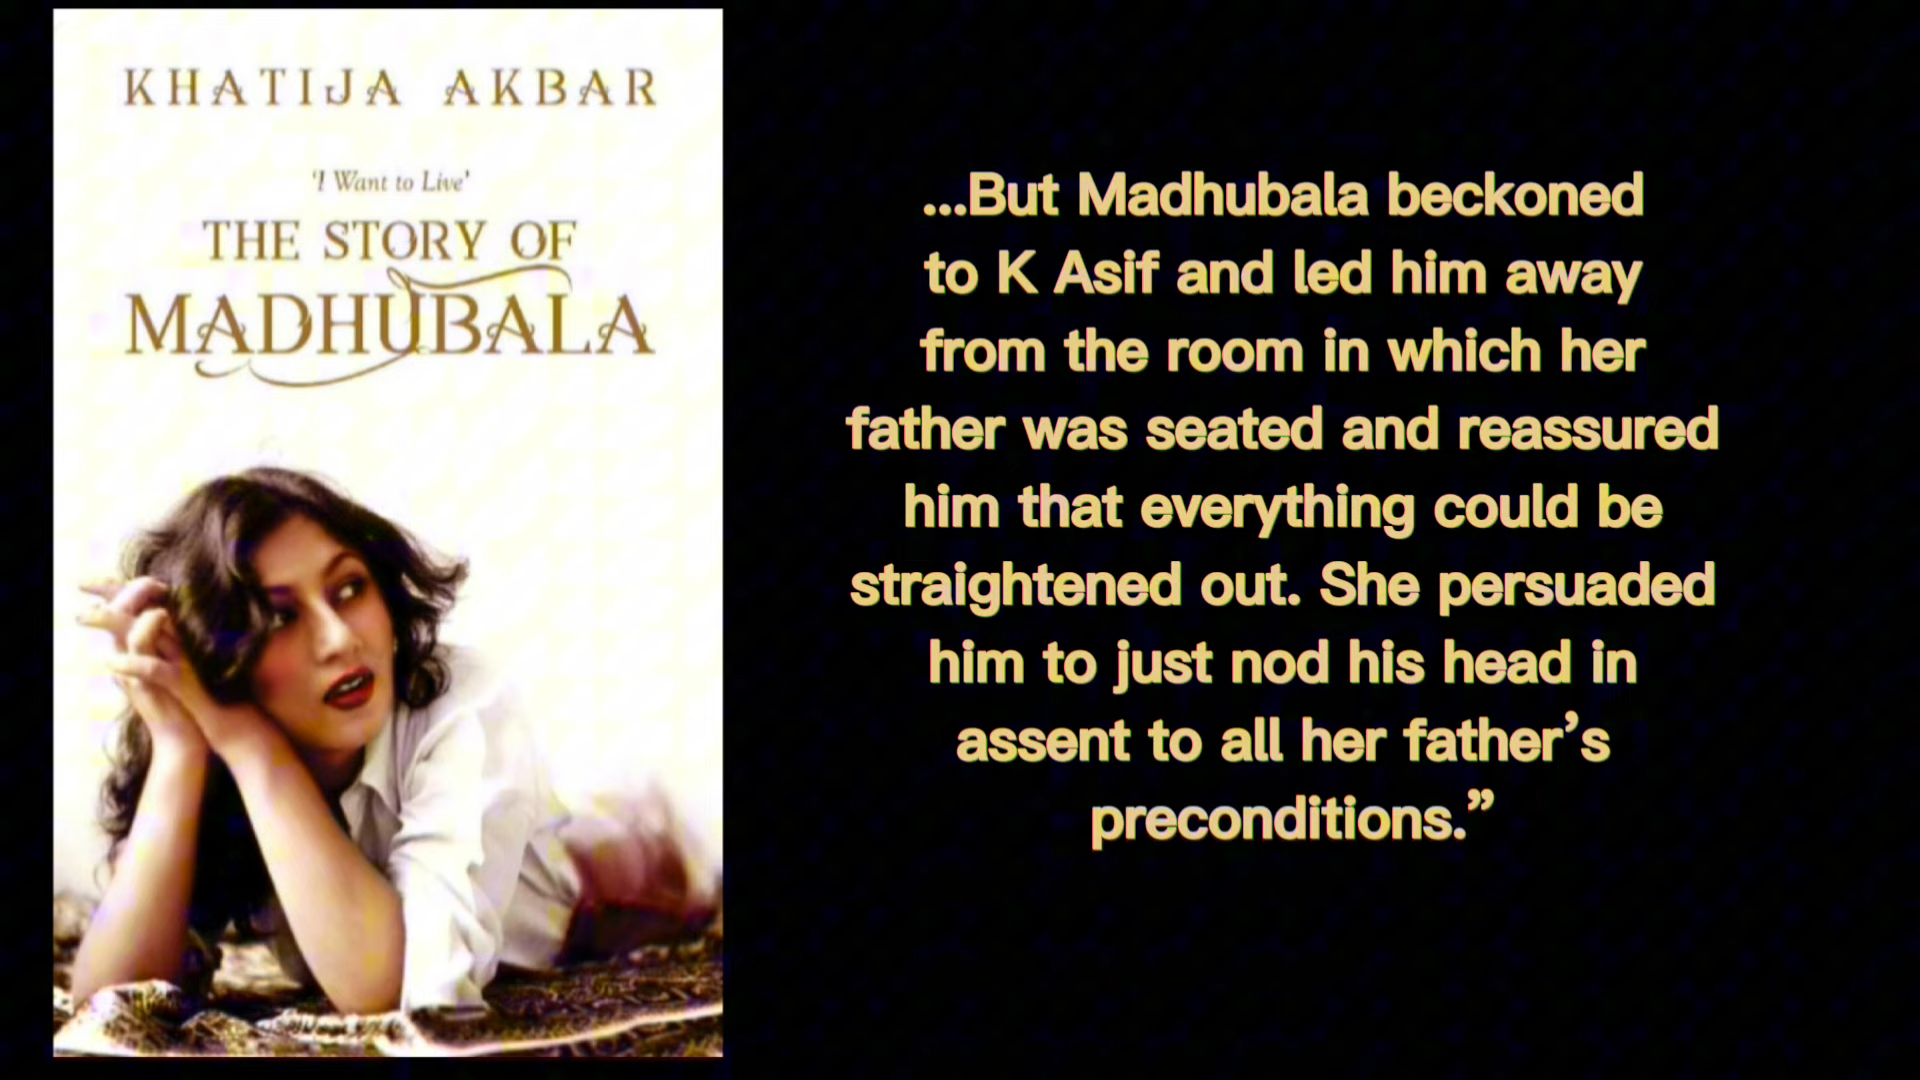 KHATIJA AKBAR
'I Want to Live'
THE STORY OF
MADHUBALA
...But Madhubala beckoned
to K Asif and led him away
from the room in which her
father was seated and reassured
him that everything could be
straightened out. She persuaded
him to just nod his head in
assent to all her father’s
preconditions.”